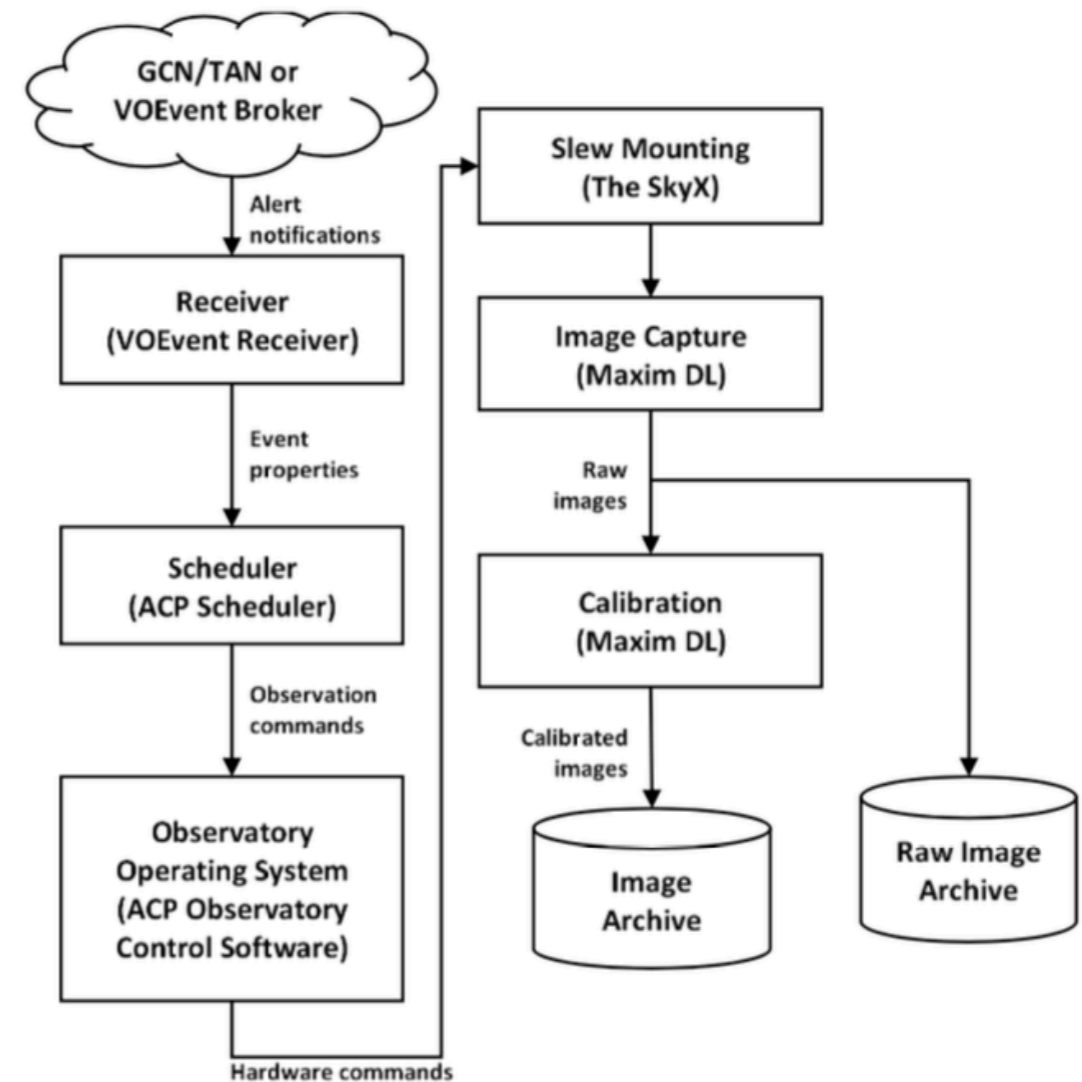 GCN/TAN or
VOEvent Broker
Alert
notifications
Receiver
(VOEvent Receiver)
Event
properties
Scheduler
(ACP Scheduler)
Observation
commands
Observatory
Operating System
(ACP Observatory
Control Software)
Hardware commands
Slew Mounting
(The SkyX)
Image Capture
(Maxim DL)
Raw
images
Calibration
(Maxim DL)
Calibrated
images
Image
Archive
Raw Image
Archive